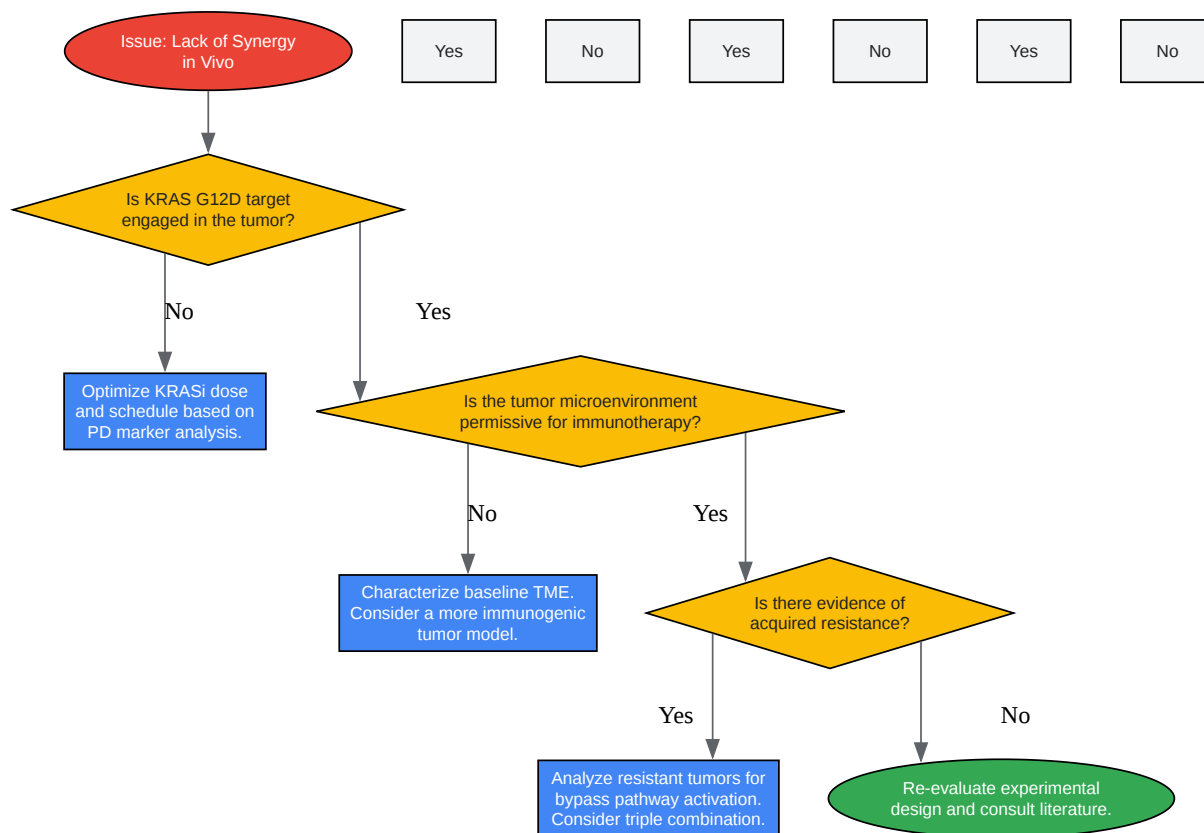 Issue: Lack of Synergy
in Vivo
Yes
No
Yes
No
Yes
No
Is KRAS G12D target
engaged in the tumor?
No
Yes
Optimize KRASi dose
and schedule based on
PD marker analysis.
Is the tumor microenvironment
permissive for immunotherapy?
No
Yes
Characterize baseline TME.
Consider a more immunogenic
tumor model.
Is there evidence of
acquired resistance?
Yes
No
Analyze resistant tumors for
bypass pathway activation.
Consider triple combination.
Re-evaluate experimental
design and consult literature.